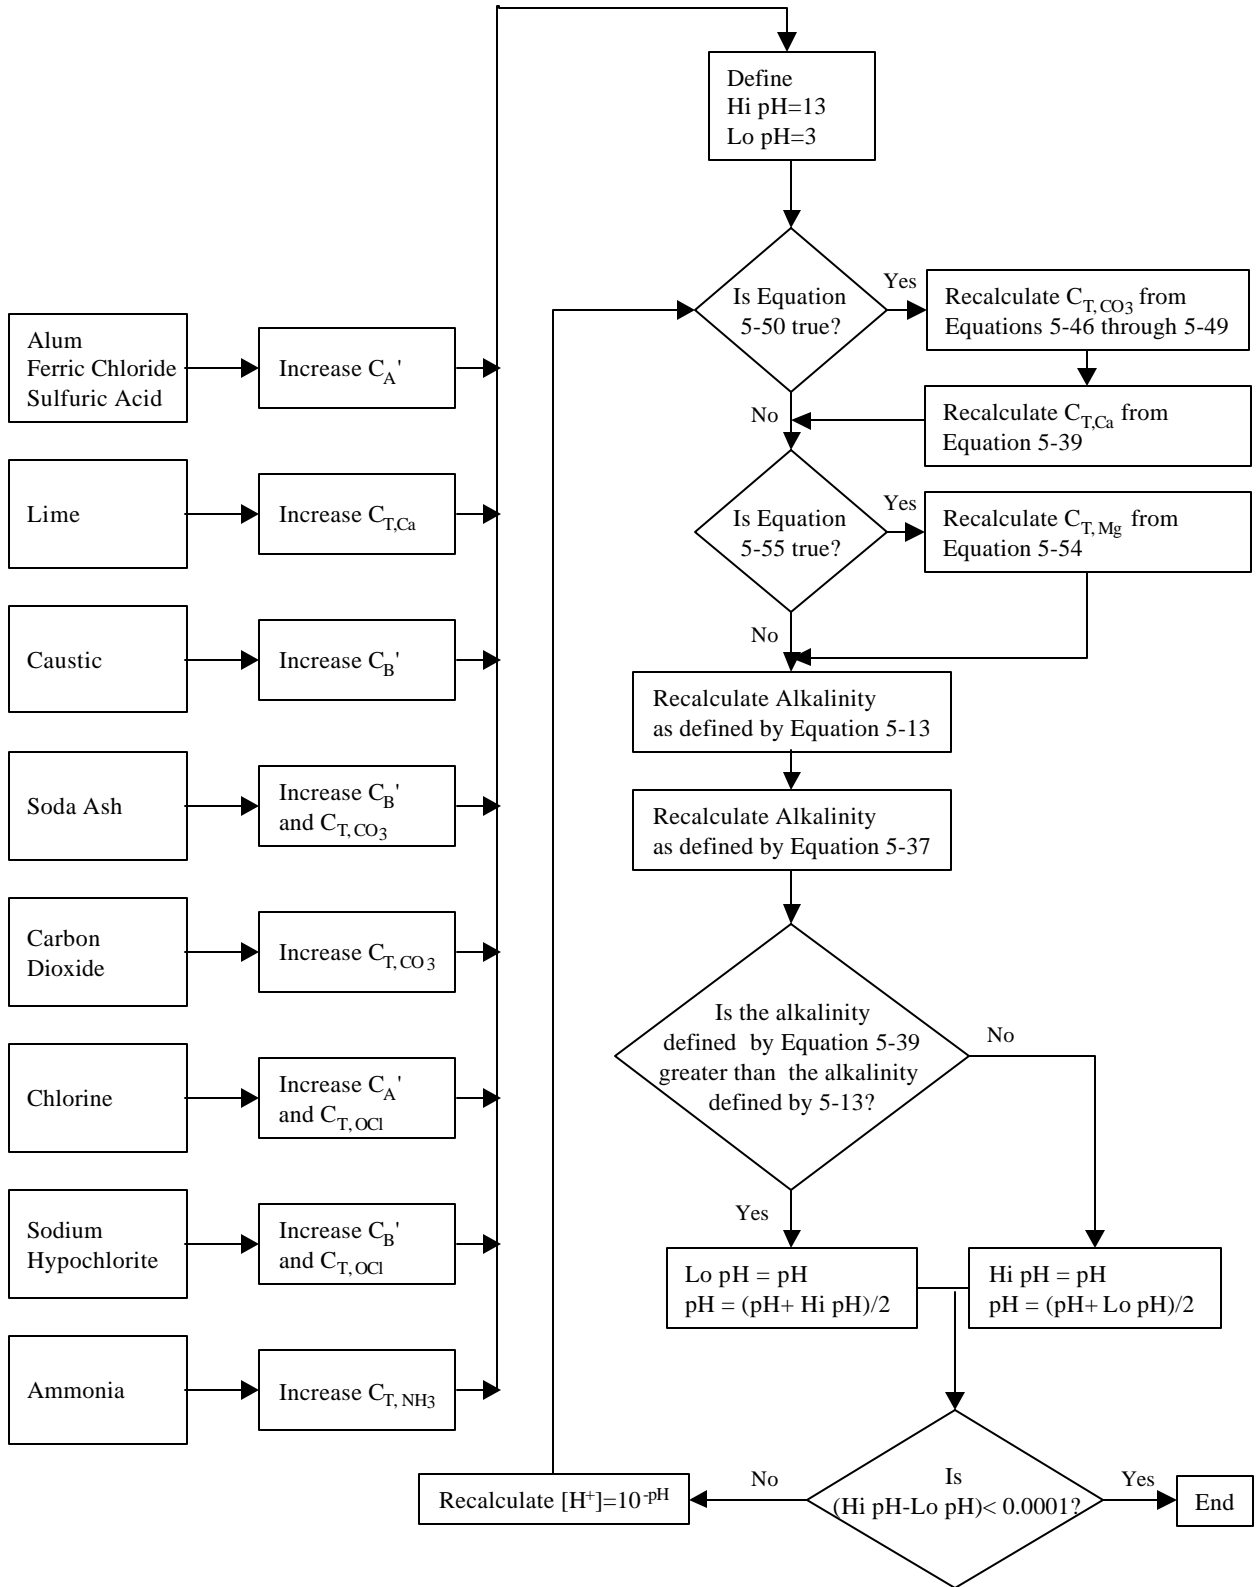 Define
Hi pH=13
Lo pH=3
Is Equation
5-50 true?
Yes
Recalculate C_T,CO3 from
Equations 5-46 through 5-49
No
Recalculate C_T,Ca from
Equation 5-39
Is Equation
5-55 true?
Yes
Recalculate C_T,Mg from
Equation 5-54
No
Recalculate Alkalinity
as defined by Equation 5-13
Recalculate Alkalinity
as defined by Equation 5-37
Is the alkalinity
defined by Equation 5-39
greater than the alkalinity
defined by 5-13?
No
Yes
Lo pH = pH
pH = (pH+ Hi pH)/2
Hi pH = pH
pH = (pH+ Lo pH)/2
Is
(Hi pH-Lo pH)< 0.0001?
No
Yes
End
Recalculate [H⁺]=10^-pH
Alum
Ferric Chloride
Sulfuric Acid
Increase C_A'
Lime
Increase C_T,Ca
Caustic
Increase C_B'
Soda Ash
Increase C_B'
and C_T,CO3
Carbon
Dioxide
Increase C_T,CO3
Chlorine
Increase C_A'
and C_T,OCl
Sodium
Hypochlorite
Increase C_B'
and C_T,OCl
Ammonia
Increase C_T,NH3